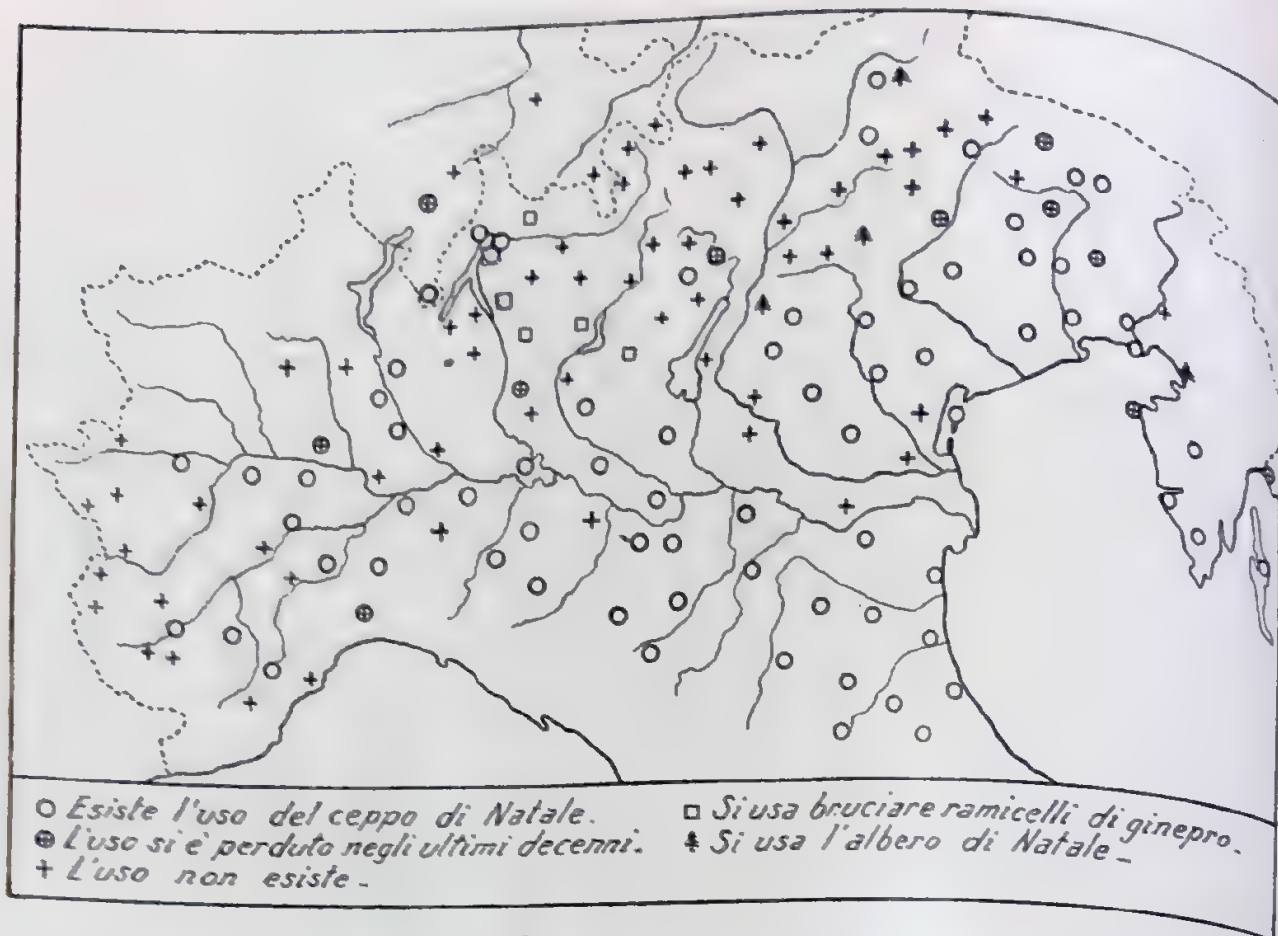 Esiste l'uso del ceppo di Natale.
L'uso si è perduto negli ultimi decenni.
L'uso non esiste -
Si usa bruciare ramicelli di ginepro.
Si usa l'albero di Natale -